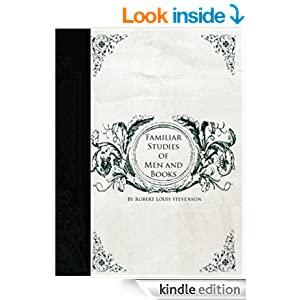 Look inside
FAMILIAR
STUDIES
OF
MEN AND
BOOKS
BY ROBERT LOUIS STEVENSON
kindle edition